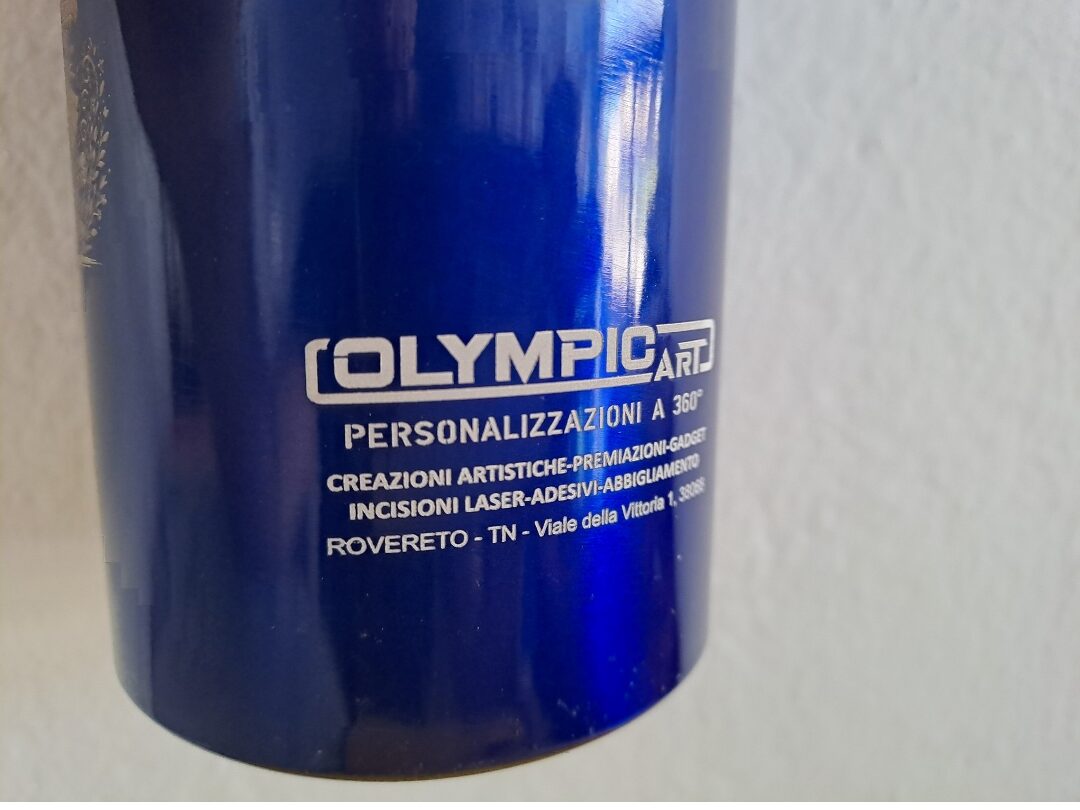 OLYMPIC ART
PERSONALIZZAZIONI A 360°
CREAZIONI ARTISTICHE-PREMIAZIONI-GADGET
INCISIONI LASER-ADESIVI-ABBIGLIAMENTO
ROVERETO - TN - Viale della Vittoria 1, 38068